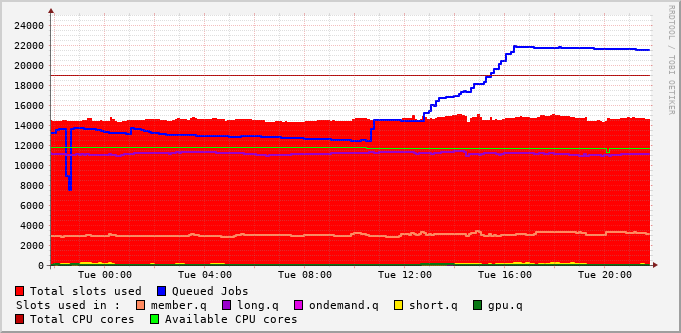 RRDTOOL / TOBI OETIKER
24000
22000
20000
18000
16000
14000
12000
10000
8000
6000
4000
2000
0
Tue 00:00 Tue 04:00 Tue 08:00 Tue 12:00 Tue 16:00 Tue 20:00
Total slots used Queued Jobs
Slots used in : member.q long.q ondemand.q short.q gpu.q
Total CPU cores Available CPU cores